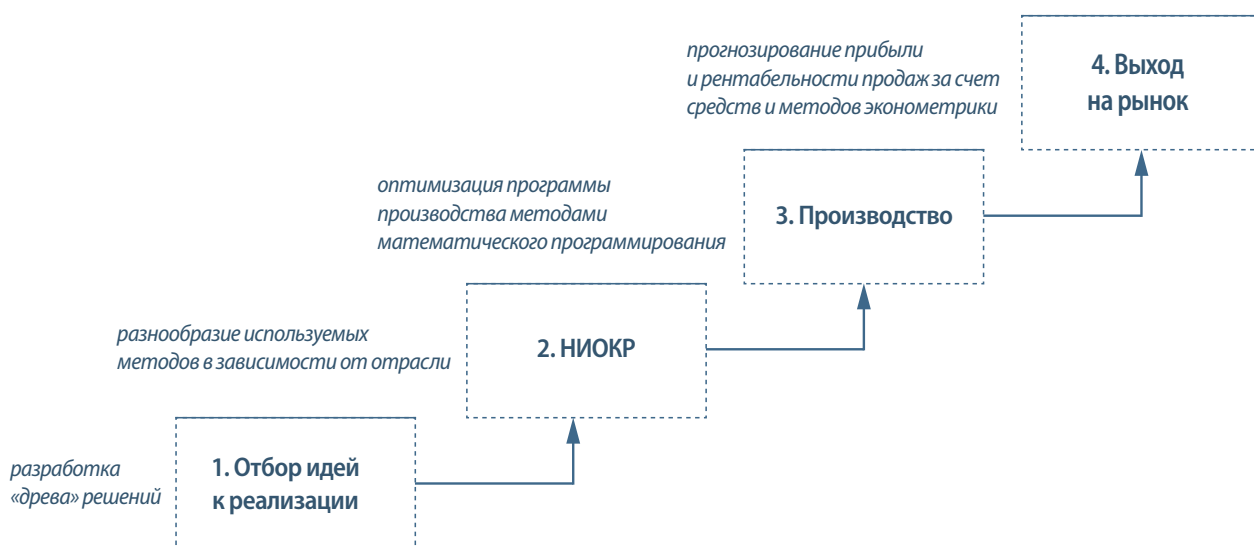 прогнозирование прибыли
и рентабельности продаж за счет
средств и методов эконометрики
4. Выход
на рынок
оптимизация программы
производства методами
математического программирования
3. Производство
разнообразие используемых
методов в зависимости от отрасли
2. НИОКР
разработка
«древа» решений
1. Отбор идей
к реализации